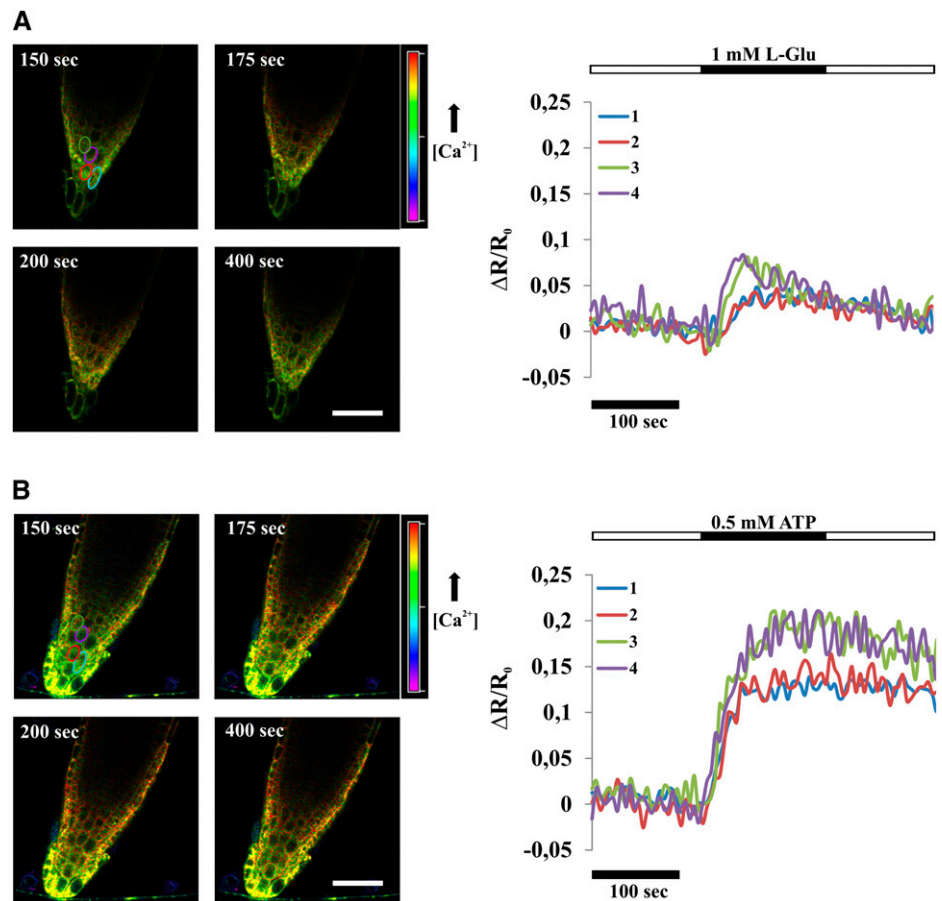 A
150 sec
175 sec
200 sec
400 sec
[Ca²⁺]
1 mM L-Glu
0,25
0,2
0,15
0,1
0,05
0
-0,05
ΔR/R₀
1
2
3
4
100 sec
B
150 sec
175 sec
200 sec
400 sec
[Ca²⁺]
0.5 mM ATP
0,25
0,2
0,15
0,1
0,05
0
-0,05
ΔR/R₀
1
2
3
4
100 sec